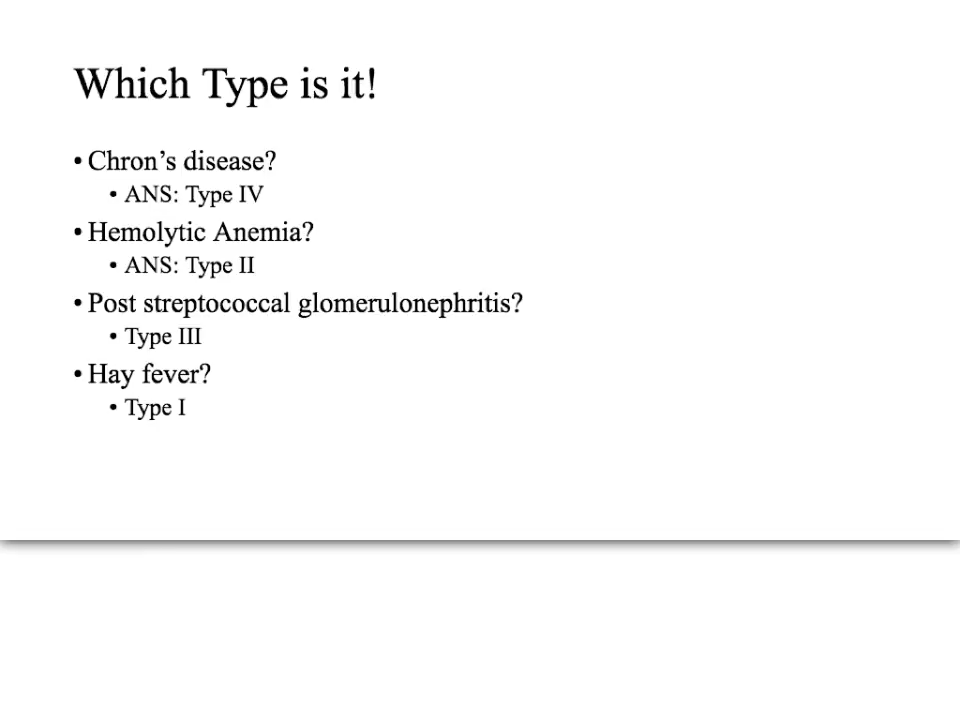 Which Type is it!
• Chron’s disease?
• ANS: Type IV
• Hemolytic Anemia?
• ANS: Type II
• Post streptococcal glomerulonephritis?
• Type III
• Hay fever?
• Type I